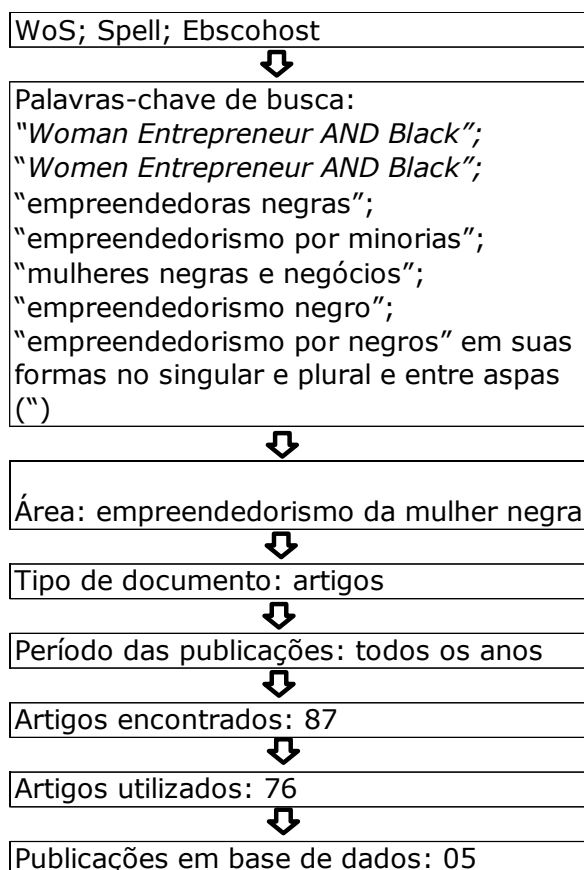 WoS; Spell; Ebscohost
Palavras-chave de busca:
“Woman Entrepreneur AND Black”;
“Women Entrepreneur AND Black”;
“empreendedoras negras”;
“empreendedorismo por minorias”;
“mulheres negras e negócios”;
“empreendedorismo negro”;
“empreendedorismo por negros” em suas
formas no singular e plural e entre aspas
(“)
Área: empreendedorismo da mulher negra
Tipo de documento: artigos
Período das publicações: todos os anos
Artigos encontrados: 87
Artigos utilizados: 76
Publicações em base de dados: 05